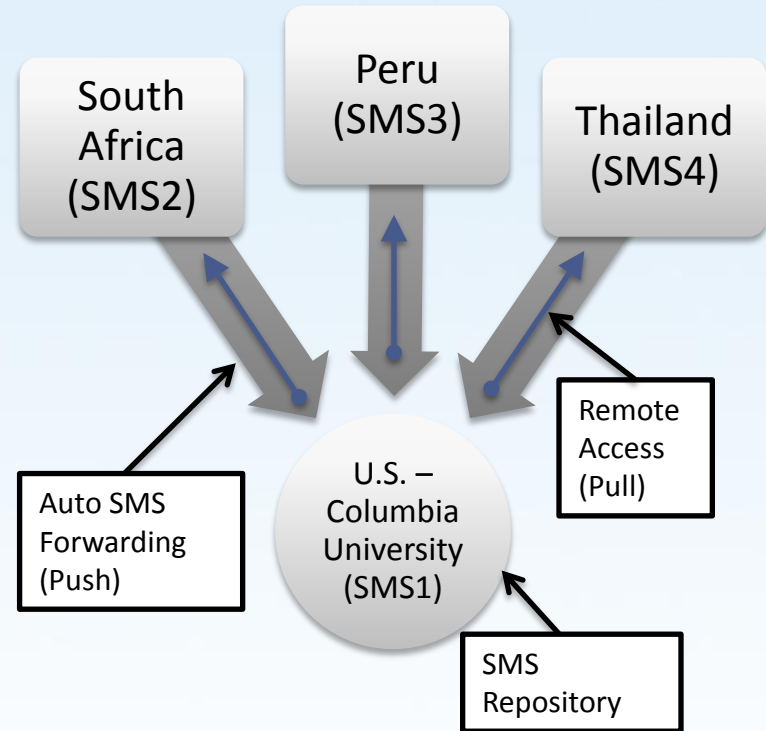 South
Africa
(SMS2)
Peru
(SMS3)
Thailand
(SMS4)
Auto SMS
Forwarding
(Push)
U.S. –
Columbia
University
(SMS1)
Remote
Access
(Pull)
SMS
Repository